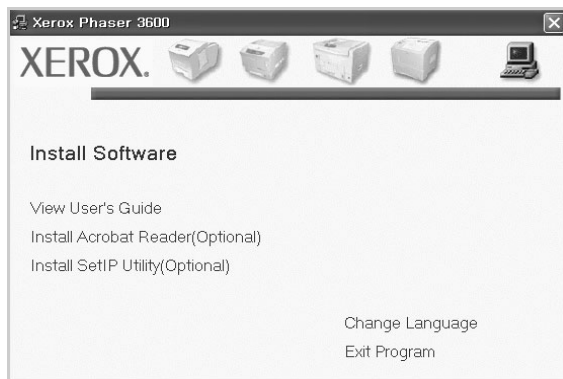 Xerox Phaser 3600
XEROX.
Install Software
View User's Guide
Install Acrobat Reader(Optional)
Install SetIP Utility(Optional)
Change Language
Exit Program